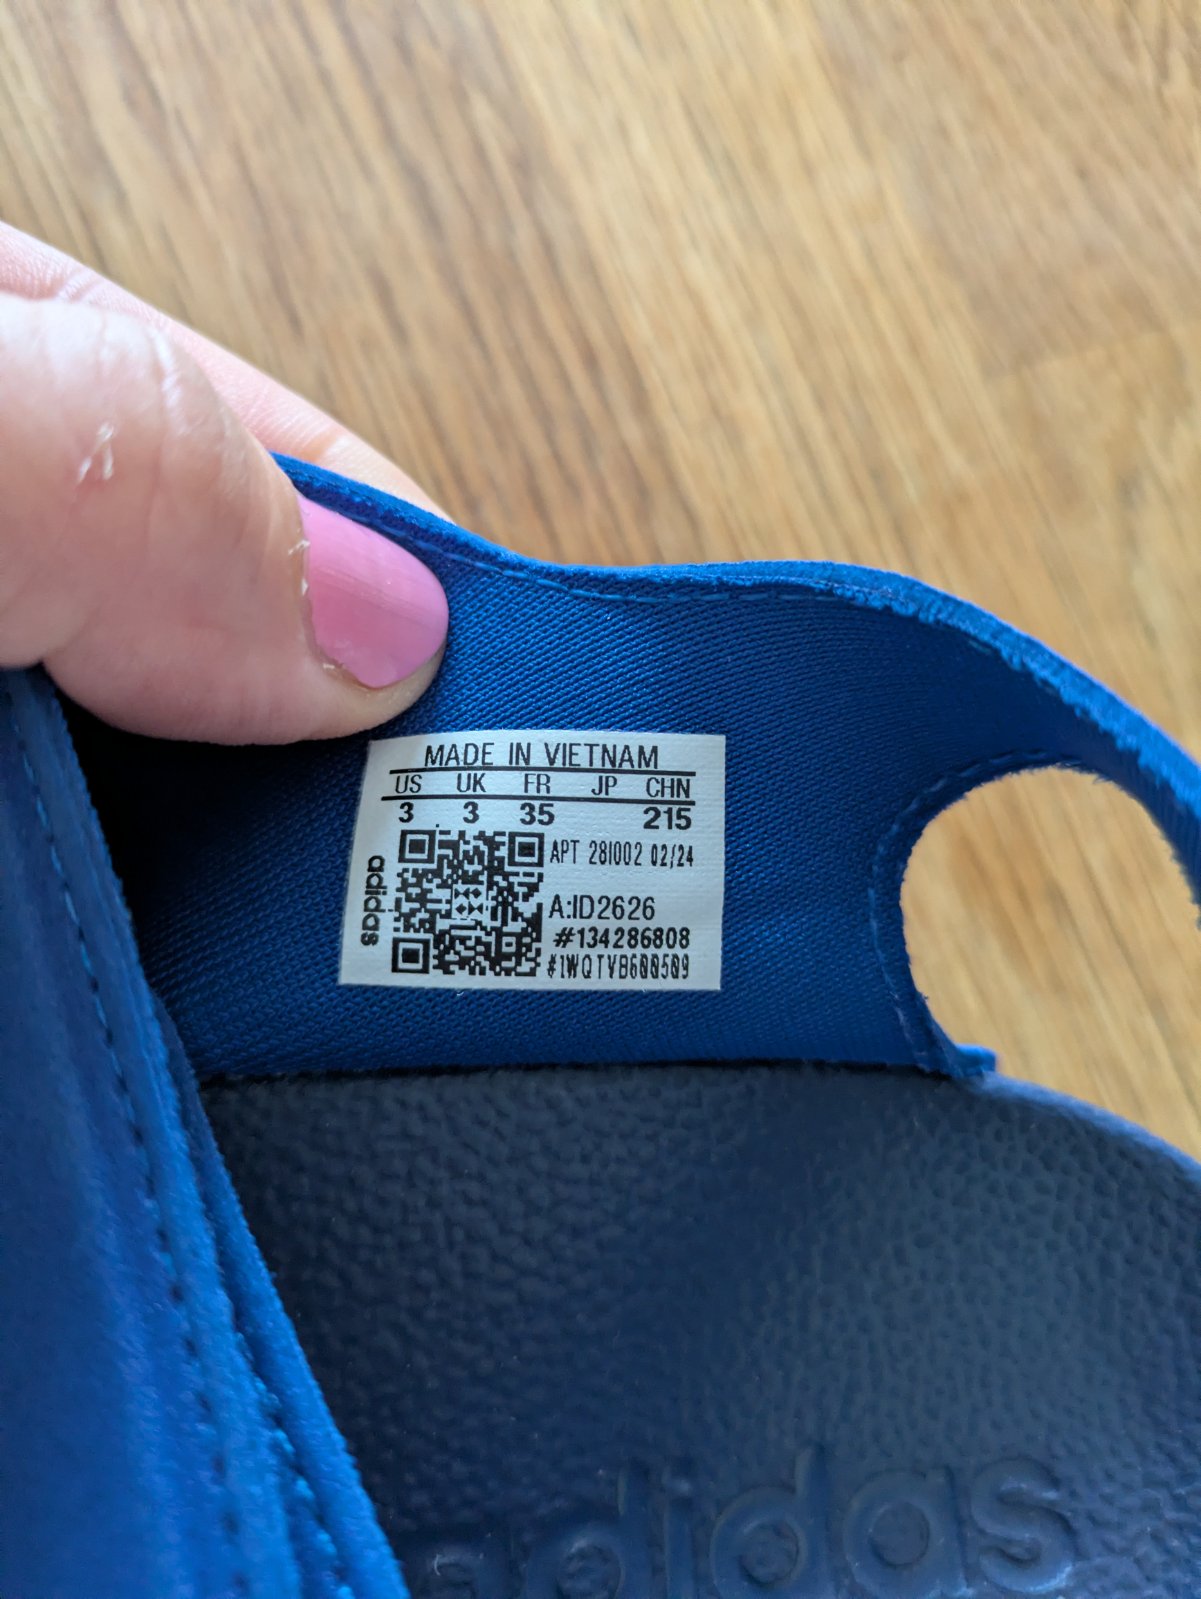 MADE IN VIETNAM
US UK FR JP CHN
3 3 35 215
adidas
APT 281002 02/24
A:ID2626
#134286808
#1WQTVB600509
adidas